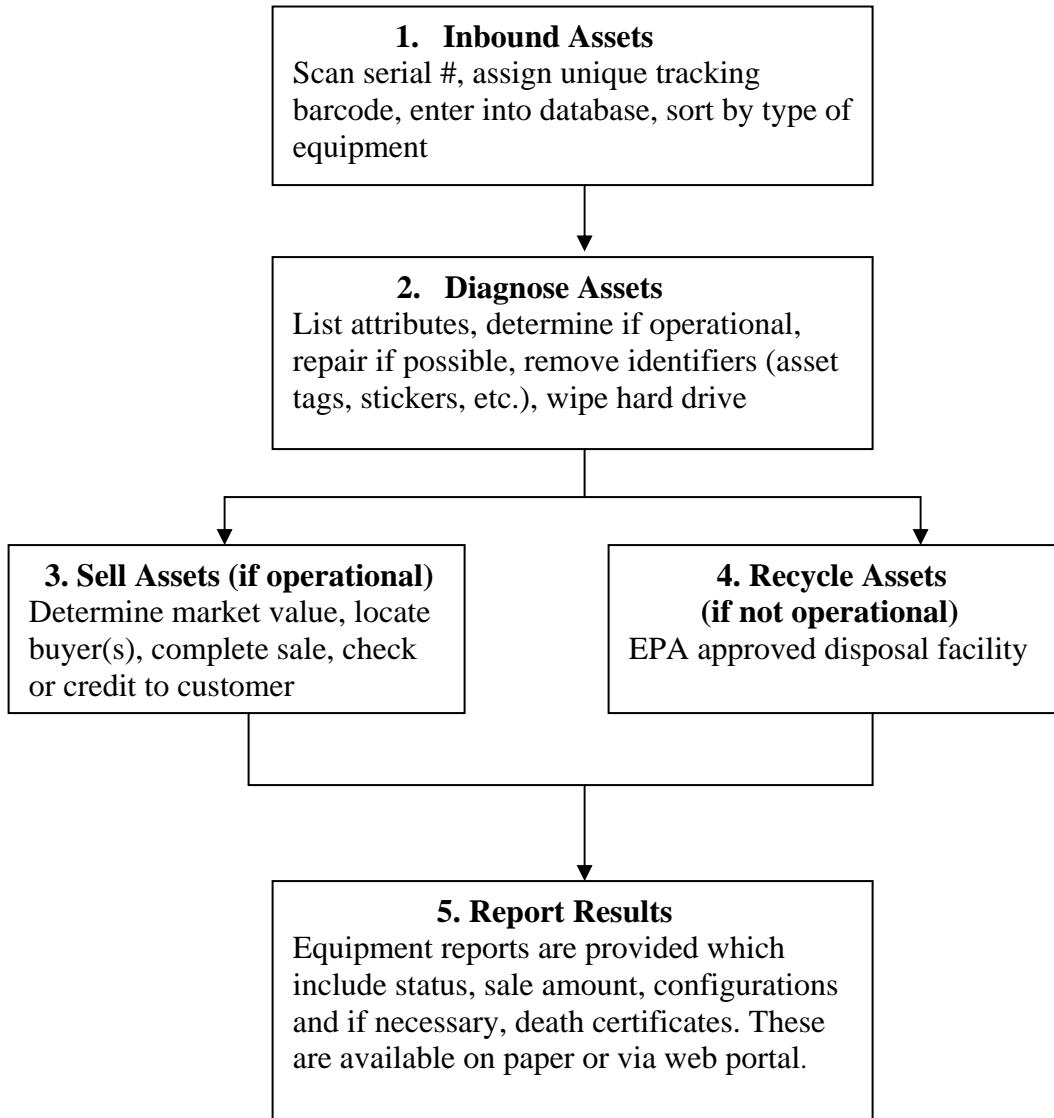 1. Inbound Assets
Scan serial #, assign unique tracking
barcode, enter into database, sort by type of
equipment
2. Diagnose Assets
List attributes, determine if operational,
repair if possible, remove identifiers (asset
tags, stickers, etc.), wipe hard drive
3. Sell Assets (if operational)
Determine market value, locate
buyer(s), complete sale, check
or credit to customer
4. Recycle Assets
(if not operational)
EPA approved disposal facility
5. Report Results
Equipment reports are provided which
include status, sale amount, configurations
and if necessary, death certificates. These
are available on paper or via web portal.